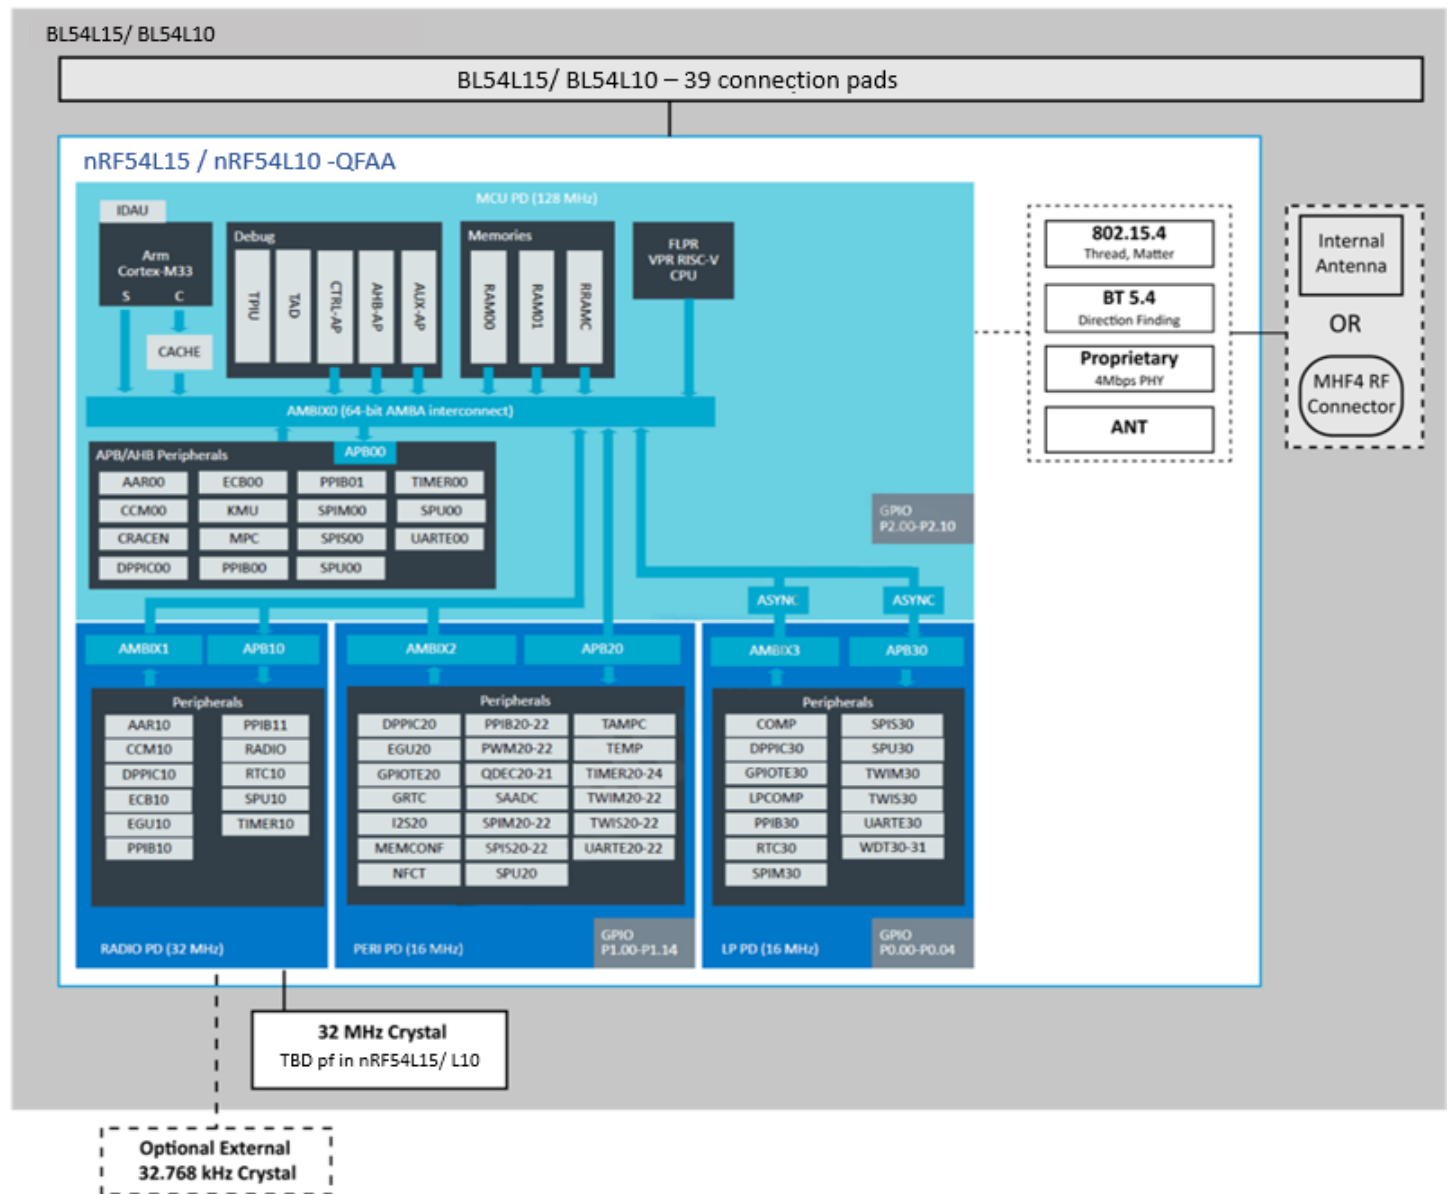 BL54L15/ BL54L10
BL54L15/ BL54L10 – 39 connection pads
nRF54L15 / nRF54L10 -QFAA
MCU PD (128 MHz)
IDAU
Arm
Cortex-M33
S C
CACHE
Debug
TPIU
TAD
CTRL-AP
AHB-AP
AUX-AP
Memories
RAM00
RAM01
RRAMC
FLPR
VPR RISC-V
CPU
AMBIX0 (64-bit AMBA interconnect)
APB/AHB Peripherals
APB00
AAR00 ECB00 PPIB01 TIMER00
CCM00 KMU SPIM00 SPU00
CRACEN MPC SPIS00 UARTE00
DPPIC00 PPIB00 SPU00
GPIO
P2.00-P2.10
ASYNC
ASYNC
AMBIX1
APB10
Peripherals
AAR10 PPIB11
CCM10 RADIO
DPPIC10 RTC10
ECB10 SPU10
EGU10 TIMER10
PPIB10
RADIO PD (32 MHz)
AMBIX2
APB20
Peripherals
DPPIC20 PPIB20-22 TAMPC
EGU20 PWM20-22 TEMP
GPIOTE20 QDEC20-21 TIMER20-24
GRTC SAADC TWIM20-22
I2S20 SPIM20-22 TWIS20-22
MEMCONF SPIS20-22 UARTE20-22
NFCT SPU20
PERI PD (16 MHz)
GPIO
P1.00-P1.14
AMBIX3
APB30
Peripherals
COMP SPIS30
DPPIC30 SPU30
GPIOTE30 TWIM30
LPCOMP TWIS30
PPIB30 UARTE30
RTC30 WDT30-31
SPIM30
LP PD (16 MHz)
GPIO
P0.00-P0.04
802.15.4
Thread, Matter
BT 5.4
Direction Finding
Proprietary
4Mbps PHY
ANT
Internal
Antenna
OR
MHF4 RF
Connector
32 MHz Crystal
TBD pf in nRF54L15/ L10
Optional External
32.768 kHz Crystal